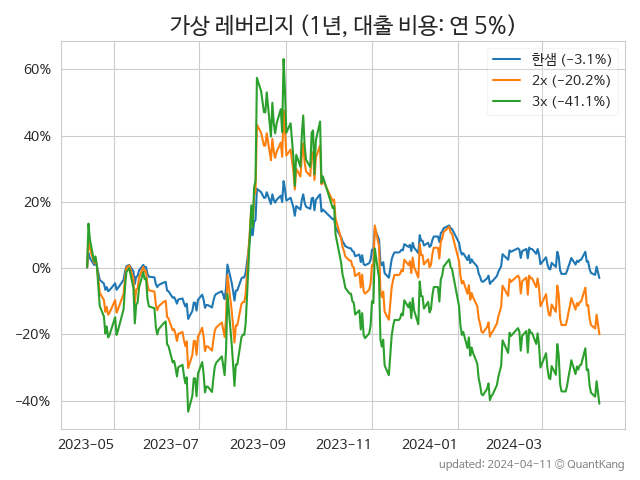 가상 레버리지 (1년, 대출 비용: 연 5%)
한샘 (−3.1%)
2x (−20.2%)
3x (−41.1%)
60%
40%
20%
0%
−20%
−40%
2023-05
2023-07
2023-09
2023-11
2024-01
2024-03
updated: 2024-04-11 © QuantKang